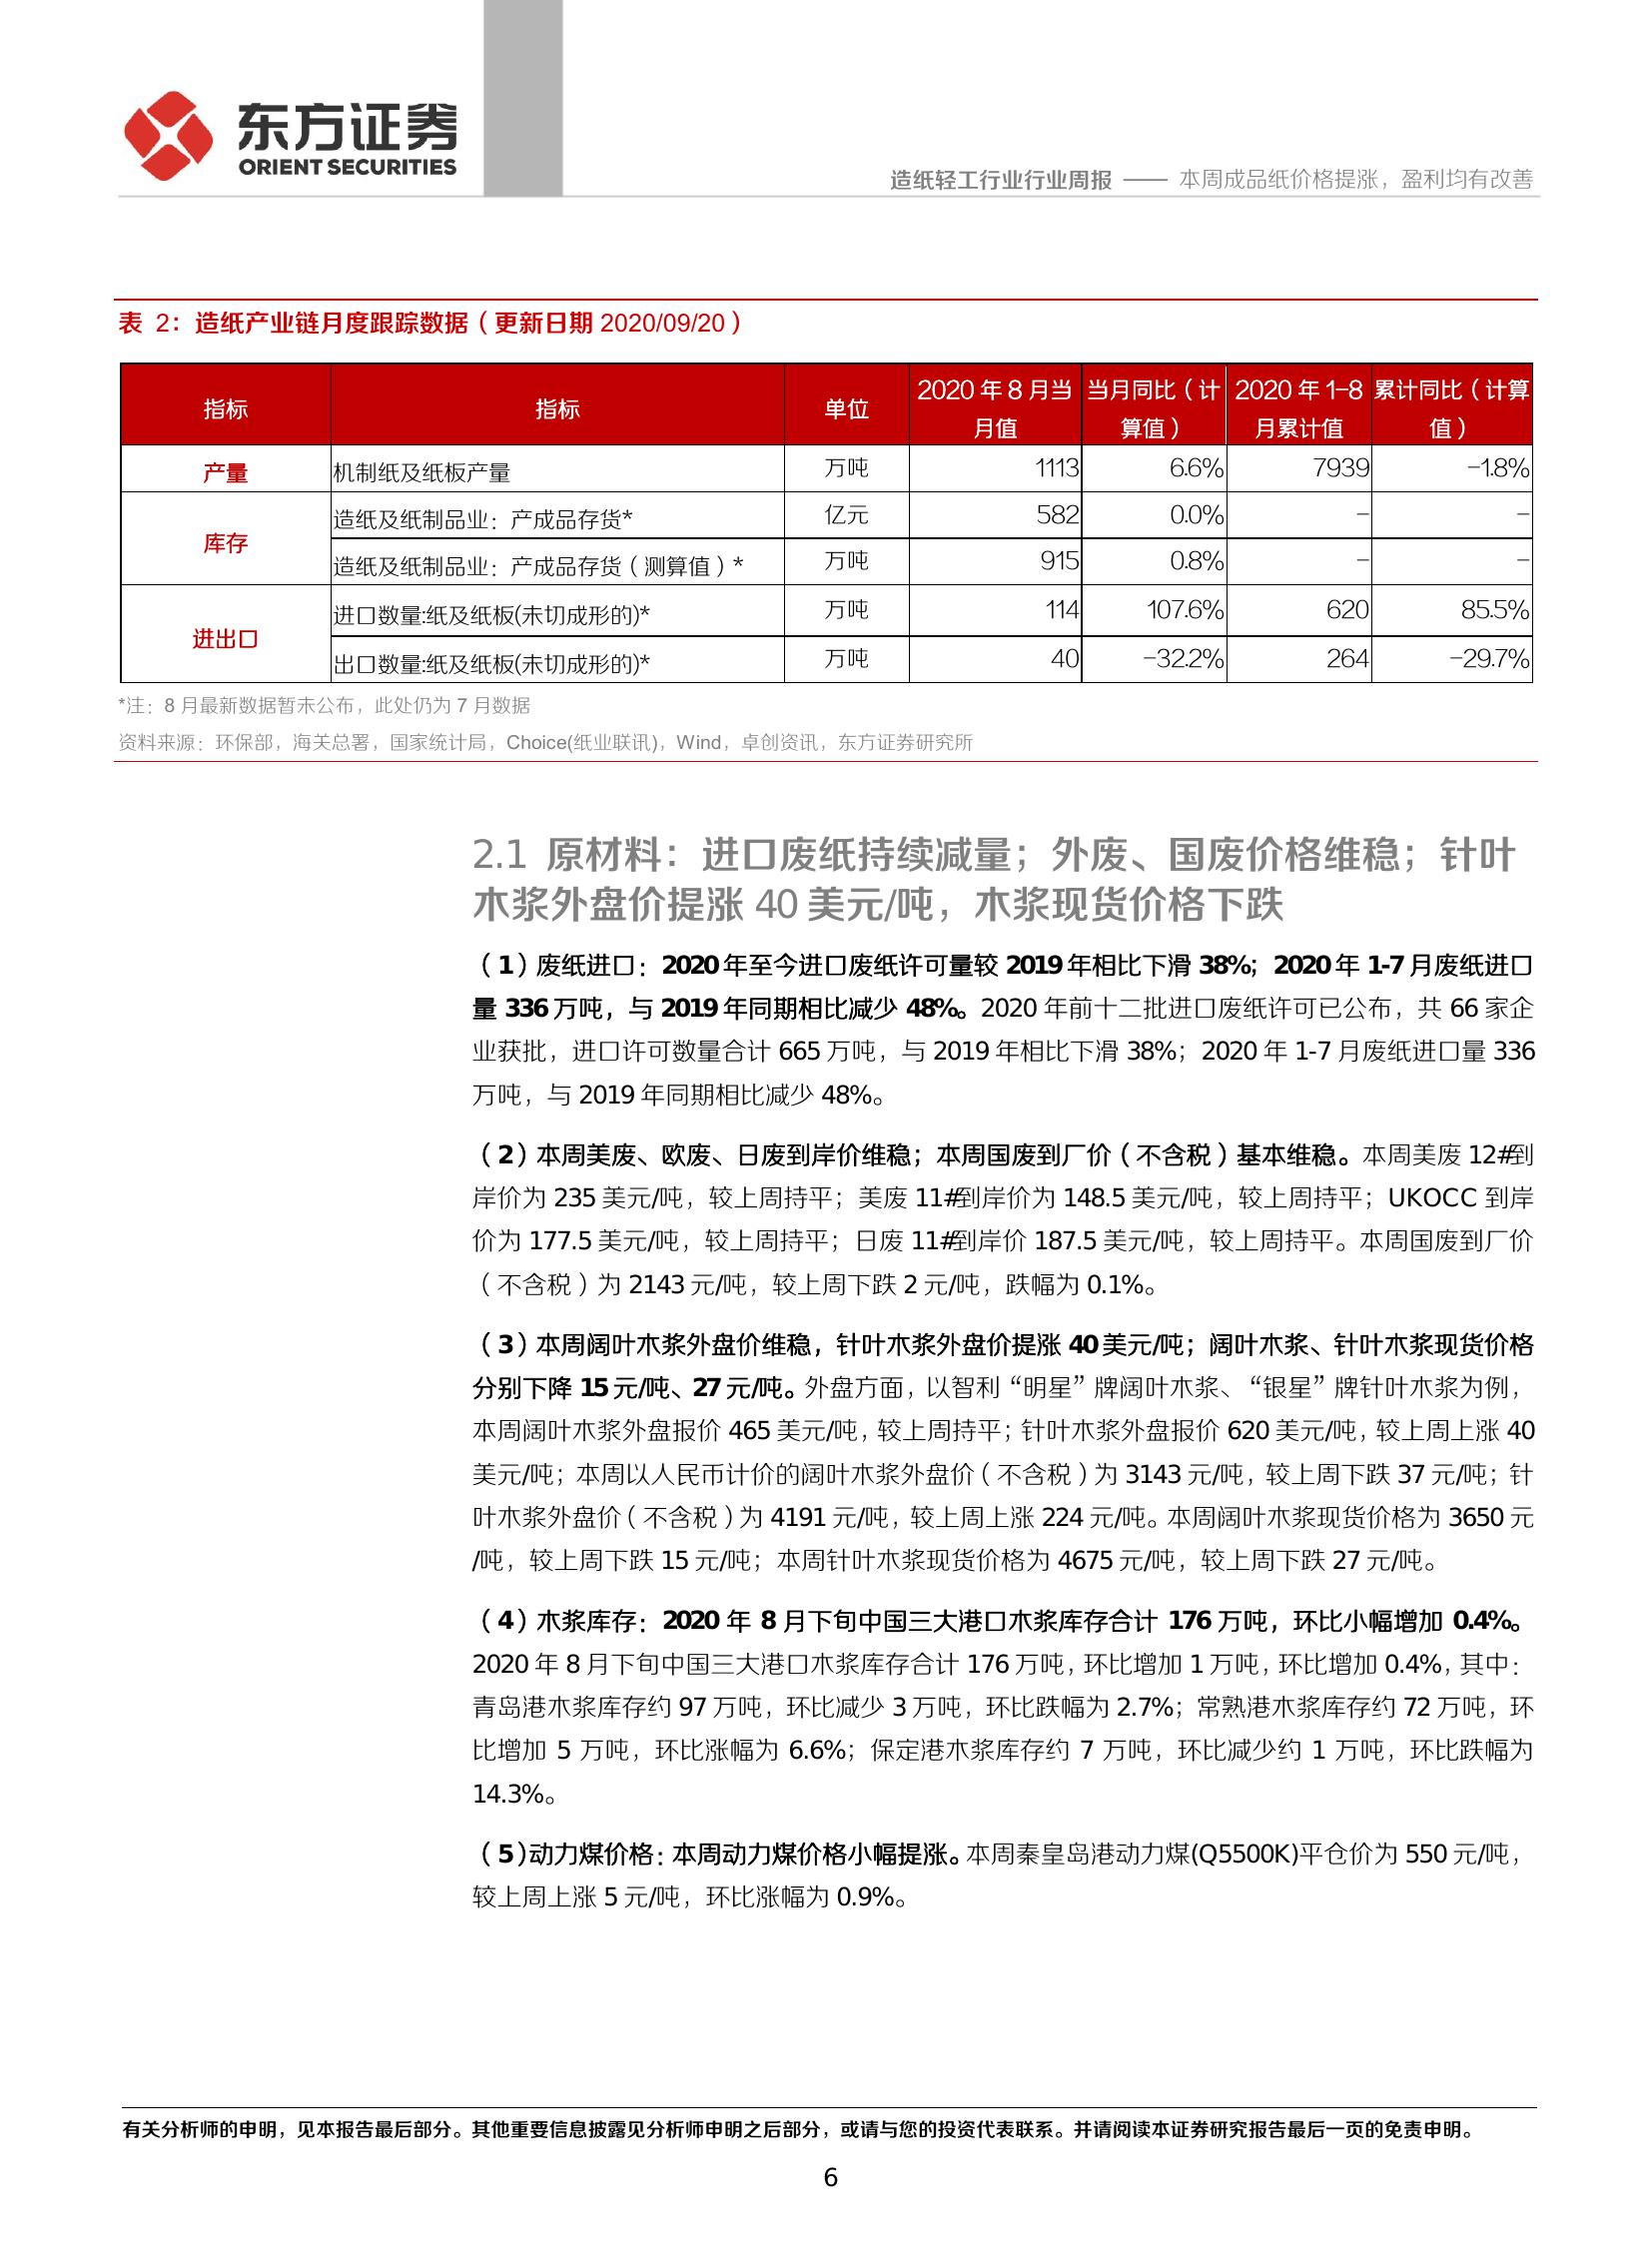 东方证券
ORIENT SECURITIES
造纸轻工行业行业周报 —— 本周成品纸价格提涨，盈利均有改善
表 2：造纸产业链月度跟踪数据（更新日期 2020/09/20）
指标 指标 单位 2020 年 8 月当月值 当月同比（计算值） 2020 年 1-8 月累计值 累计同比（计算值）
产量 机制纸及纸板产量 万吨 1113 6.6% 7939 -1.8%
库存 造纸及纸制品业：产成品存货* 亿元 582 0.0% - -
造纸及纸制品业：产成品存货（测算值）* 万吨 915 0.8% - -
进出口 进口数量:纸及纸板(未切成形的)* 万吨 114 107.6% 620 85.5%
出口数量:纸及纸板(未切成形的)* 万吨 40 -32.2% 264 -29.7%
*注：8 月最新数据暂未公布，此处仍为 7 月数据
资料来源：环保部，海关总署，国家统计局，Choice(纸业联讯)，Wind，卓创资讯，东方证券研究所
2.1 原材料：进口废纸持续减量；外废、国废价格维稳；针叶
木浆外盘价提涨 40 美元/吨，木浆现货价格下跌
（1）废纸进口：2020 年至今进口废纸许可量较 2019 年相比下滑 38%；2020 年 1-7 月废纸进口
量 336 万吨，与 2019 年同期相比减少 48%。2020 年前十二批进口废纸许可已公布，共 66 家企
业获批，进口许可数量合计 665 万吨，与 2019 年相比下滑 38%；2020 年 1-7 月废纸进口量 336
万吨，与 2019 年同期相比减少 48%。
（2）本周美废、欧废、日废到岸价维稳；本周国废到厂价（不含税）基本维稳。本周美废 12#到
岸价为 235 美元/吨，较上周持平；美废 11#到岸价为 148.5 美元/吨，较上周持平；UKOCC 到岸
价为 177.5 美元/吨，较上周持平；日废 11#到岸价 187.5 美元/吨，较上周持平。本周国废到厂价
（不含税）为 2143 元/吨，较上周下跌 2 元/吨，跌幅为 0.1%。
（3）本周阔叶木浆外盘价维稳，针叶木浆外盘价提涨 40 美元/吨；阔叶木浆、针叶木浆现货价格
分别下降 15 元/吨、27 元/吨。外盘方面，以智利“明星”牌阔叶木浆、“银星”牌针叶木浆为例，
本周阔叶木浆外盘报价 465 美元/吨，较上周持平；针叶木浆外盘报价 620 美元/吨，较上周上涨 40
美元/吨；本周以人民币计价的阔叶木浆外盘价（不含税）为 3143 元/吨，较上周下跌 37 元/吨；针
叶木浆外盘价（不含税）为 4191 元/吨，较上周上涨 224 元/吨。本周阔叶木浆现货价格为 3650 元
/吨，较上周下跌 15 元/吨；本周针叶木浆现货价格为 4675 元/吨，较上周下跌 27 元/吨。
（4）木浆库存：2020 年 8 月下旬中国三大港口木浆库存合计 176 万吨，环比小幅增加 0.4%。
2020 年 8 月下旬中国三大港口木浆库存合计 176 万吨，环比增加 1 万吨，环比增加 0.4%，其中：
青岛港木浆库存约 97 万吨，环比减少 3 万吨，环比跌幅为 2.7%；常熟港木浆库存约 72 万吨，环
比增加 5 万吨，环比涨幅为 6.6%；保定港木浆库存约 7 万吨，环比减少约 1 万吨，环比跌幅为
14.3%。
（5）动力煤价格：本周动力煤价格小幅提涨。本周秦皇岛港动力煤(Q5500K)平仓价为 550 元/吨，
较上周上涨 5 元/吨，环比涨幅为 0.9%。
有关分析师的申明，见本报告最后部分。其他重要信息披露见分析师申明之后部分，或请与您的投资代表联系。并请阅读本证券研究报告最后一页的免责申明。
6